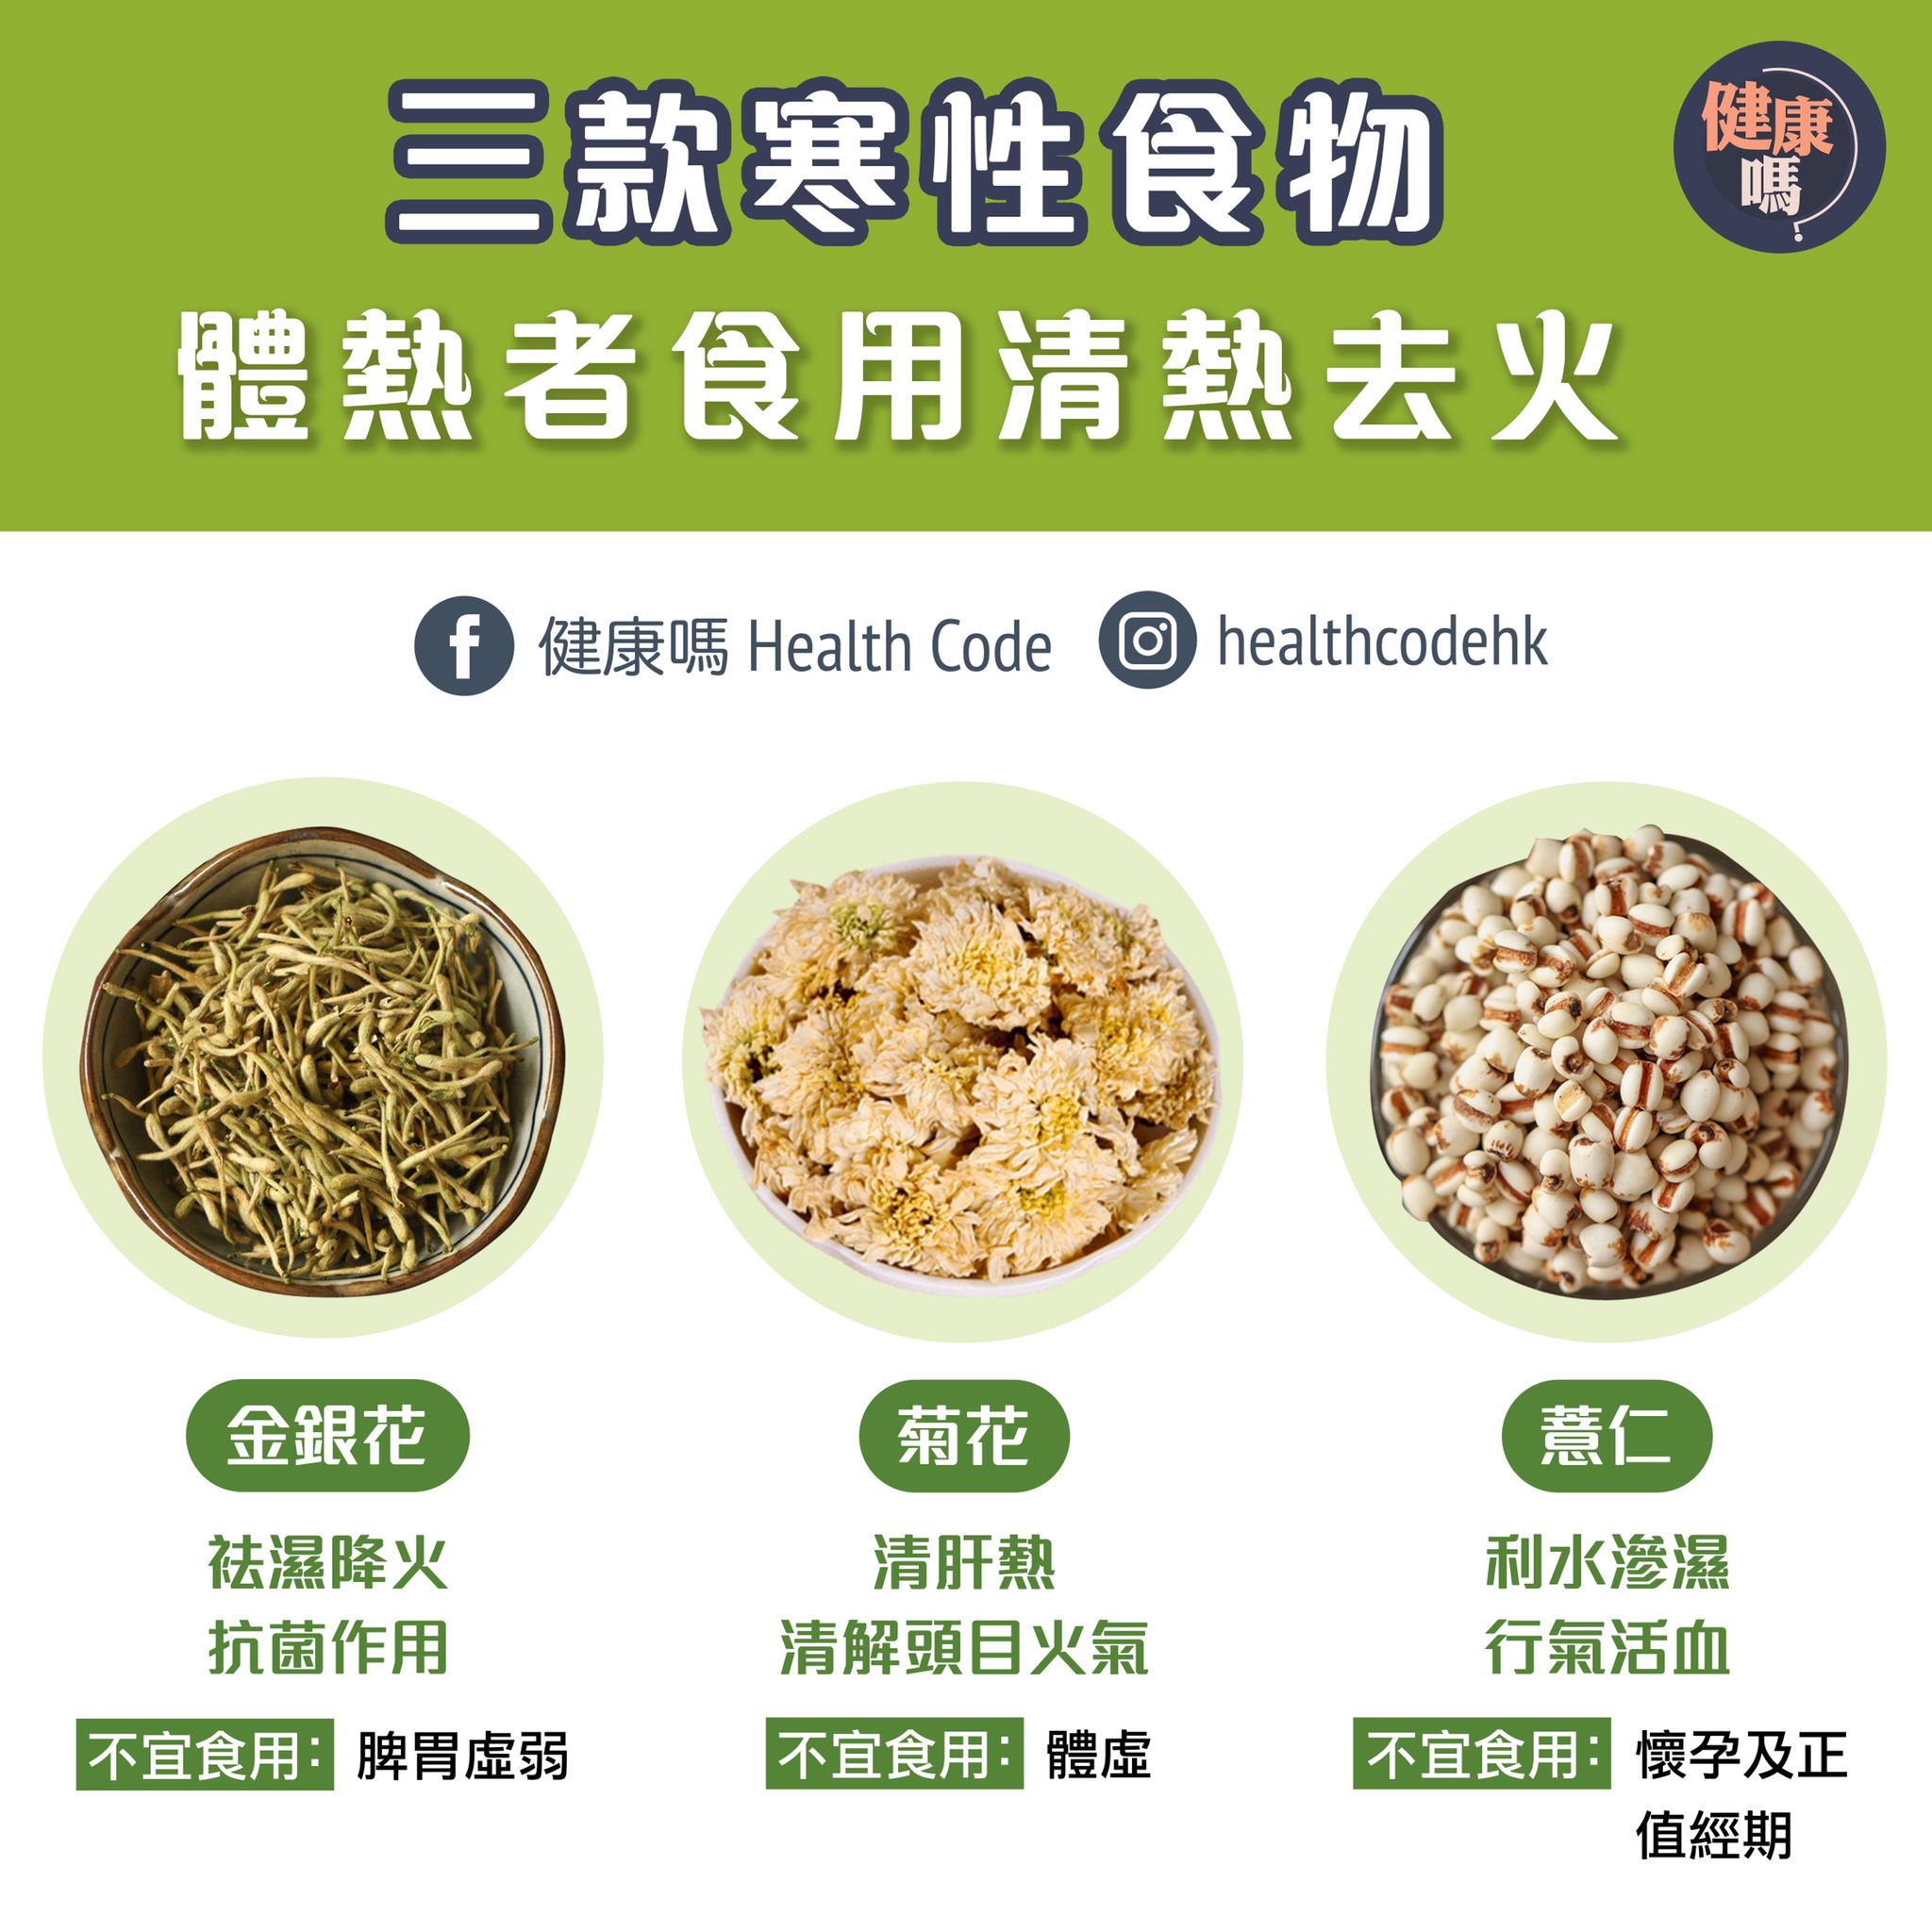 三款寒性食物
健康
嗎?
體熱者食用清熱去火
健康嗎 Health Code
healthcodehk
金銀花
祛濕降火
抗菌作用
不宜食用: 脾胃虛弱
菊花
清肝熱
清解頭目火氣
不宜食用: 體虛
薏仁
利水滲濕
行氣活血
不宜食用: 懷孕及正
值經期